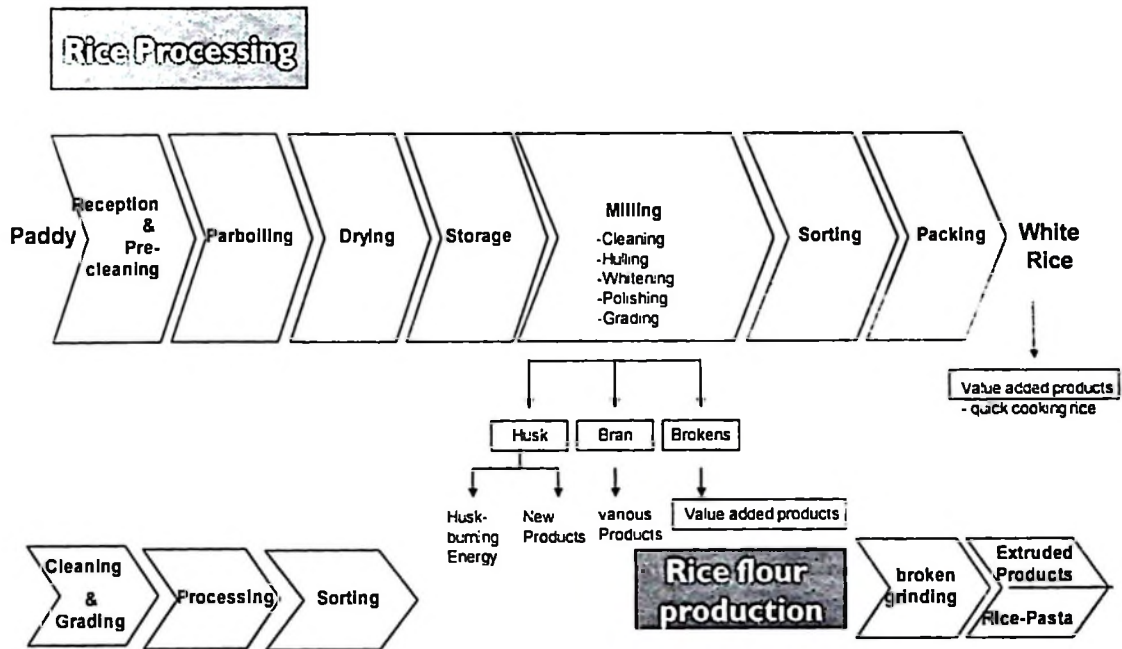 Rice Processing
Paddy
Reception
&
Pre-
cleaning
Parboiling
Drying
Storage
Milling
-Cleaning
-Hulling
-Whitening
-Polishing
-Grading
Sorting
Packing
White
Rice
Value added products
- quick cooking rice
Husk
Bran
Brokens
Husk-
burning
Energy
New
Products
various
Products
Value added products
Cleaning
&
Grading
Processing
Sorting
Rice flour
production
broken
grinding
Extruded
Products
Rice-Pasta